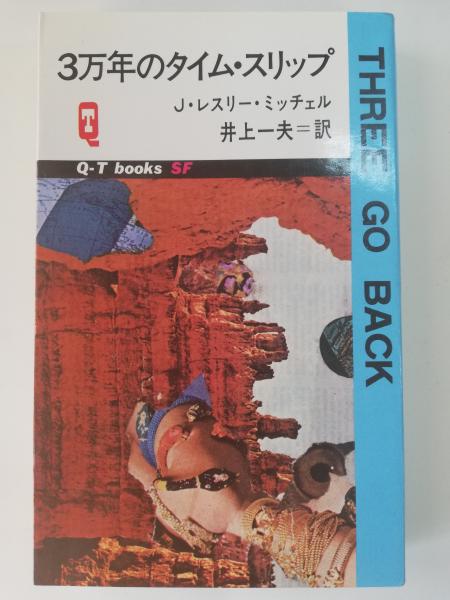 3万年のタイム・スリップ
J・レスリー・ミッチェル
井上一夫＝訳
QT
Q-T books SF
THREE GO BACK